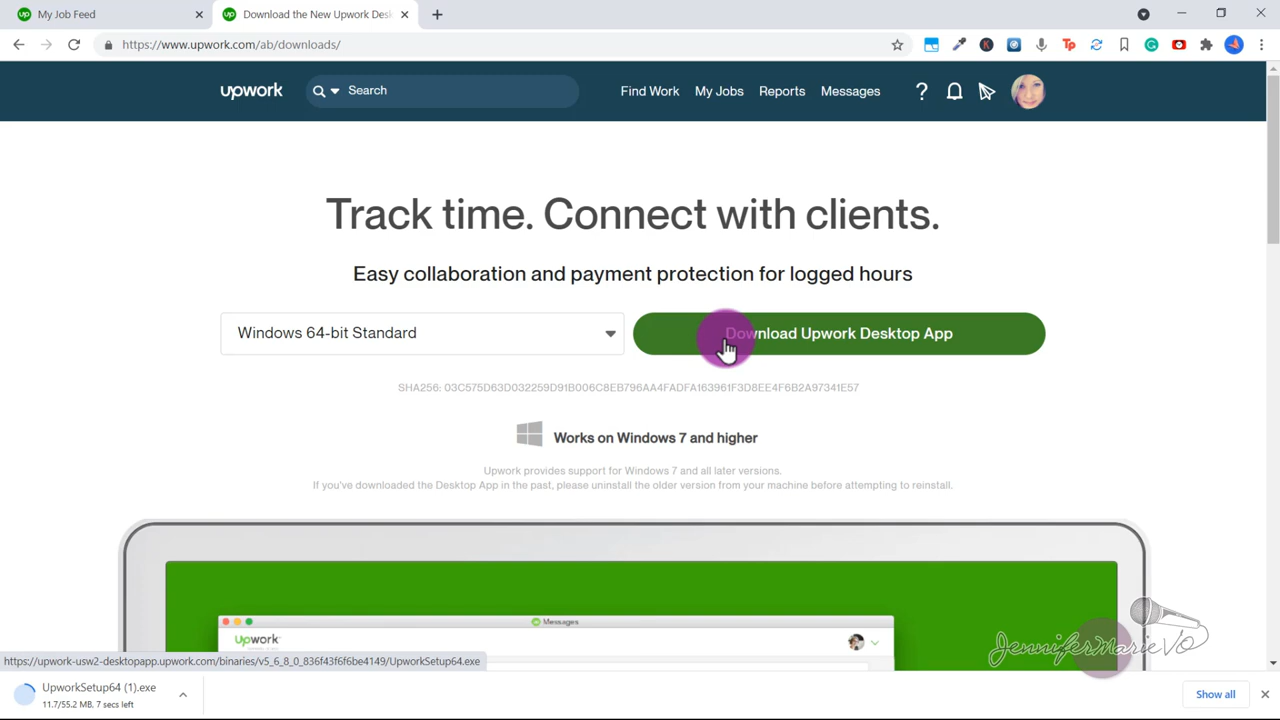 My Job Feed
Download the New Upwork Desk
https://www.upwork.com/ab/downloads/
upwork
Search
Find Work
My Jobs
Reports
Messages
?
Track time. Connect with clients.
Easy collaboration and payment protection for logged hours
Windows 64-bit Standard
Download Upwork Desktop App
SHA256: 03C575D63D032259D91B006C8EB796AA4FADFA163961F3D8EE4F6B2A97341E57
Works on Windows 7 and higher
Upwork provides support for Windows 7 and all later versions.
If you've downloaded the Desktop App in the past, please uninstall the older version from your machine before attempting to reinstall.
Messages
Upwork
JenniferMarieVO
https://upwork-usw2-desktopapp.upwork.com/binaries/v5_6_8_0_836f43f6f6be4149/UpworkSetup64.exe
UpworkSetup64 (1).exe
11.7/55.2 MB, 7 secs left
Show all